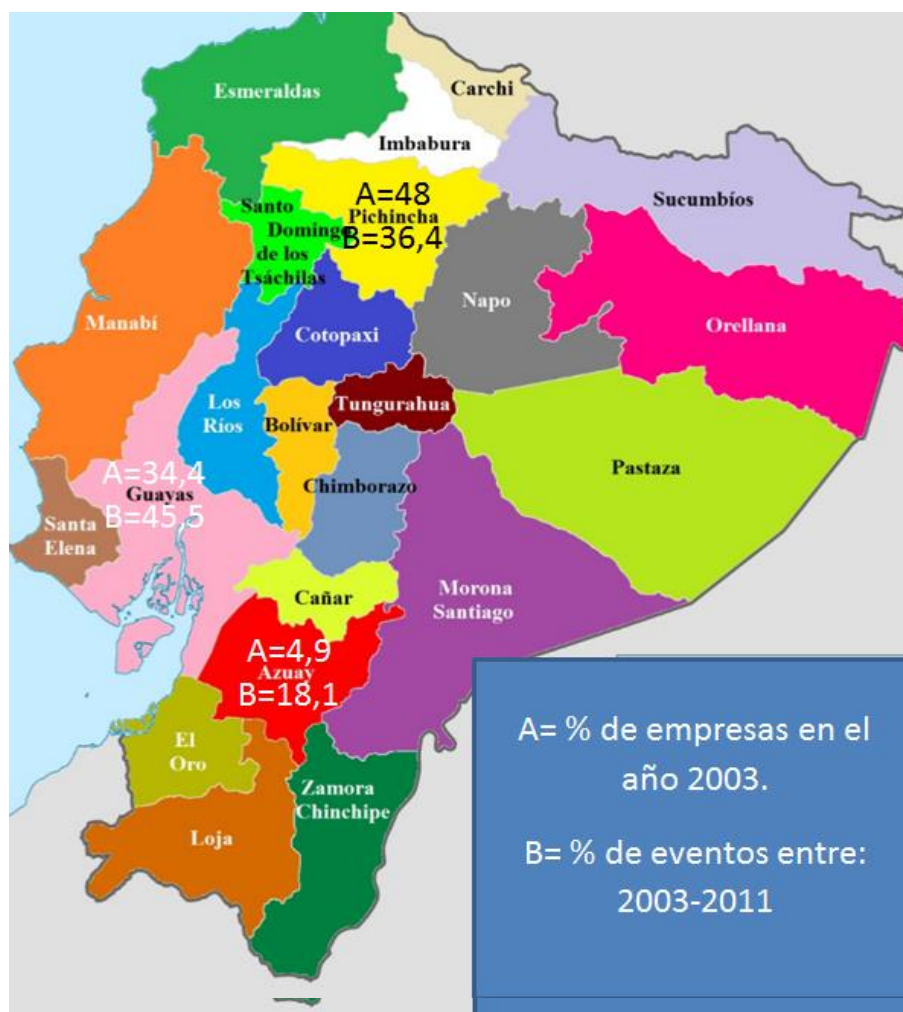 Esmeraldas
Carchi
Imbabura
Sucumbíos
A=48
Pichincha
B=36,4
Santo
Domingo
de los
Tsáchilas
Napo
Orellana
Manabí
Cotopaxi
Los
Ríos
Bolívar
Tungurahua
Pastaza
A=34,4
Guayas
B=45,5
Chimborazo
Santa
Elena
Cañar
Morona
Santiago
A=4,9
Azuay
B=18,1
El
Oro
Zamora
Chinchipe
Loja
A= % de empresas en el
año 2003.
B= % de eventos entre:
2003-2011